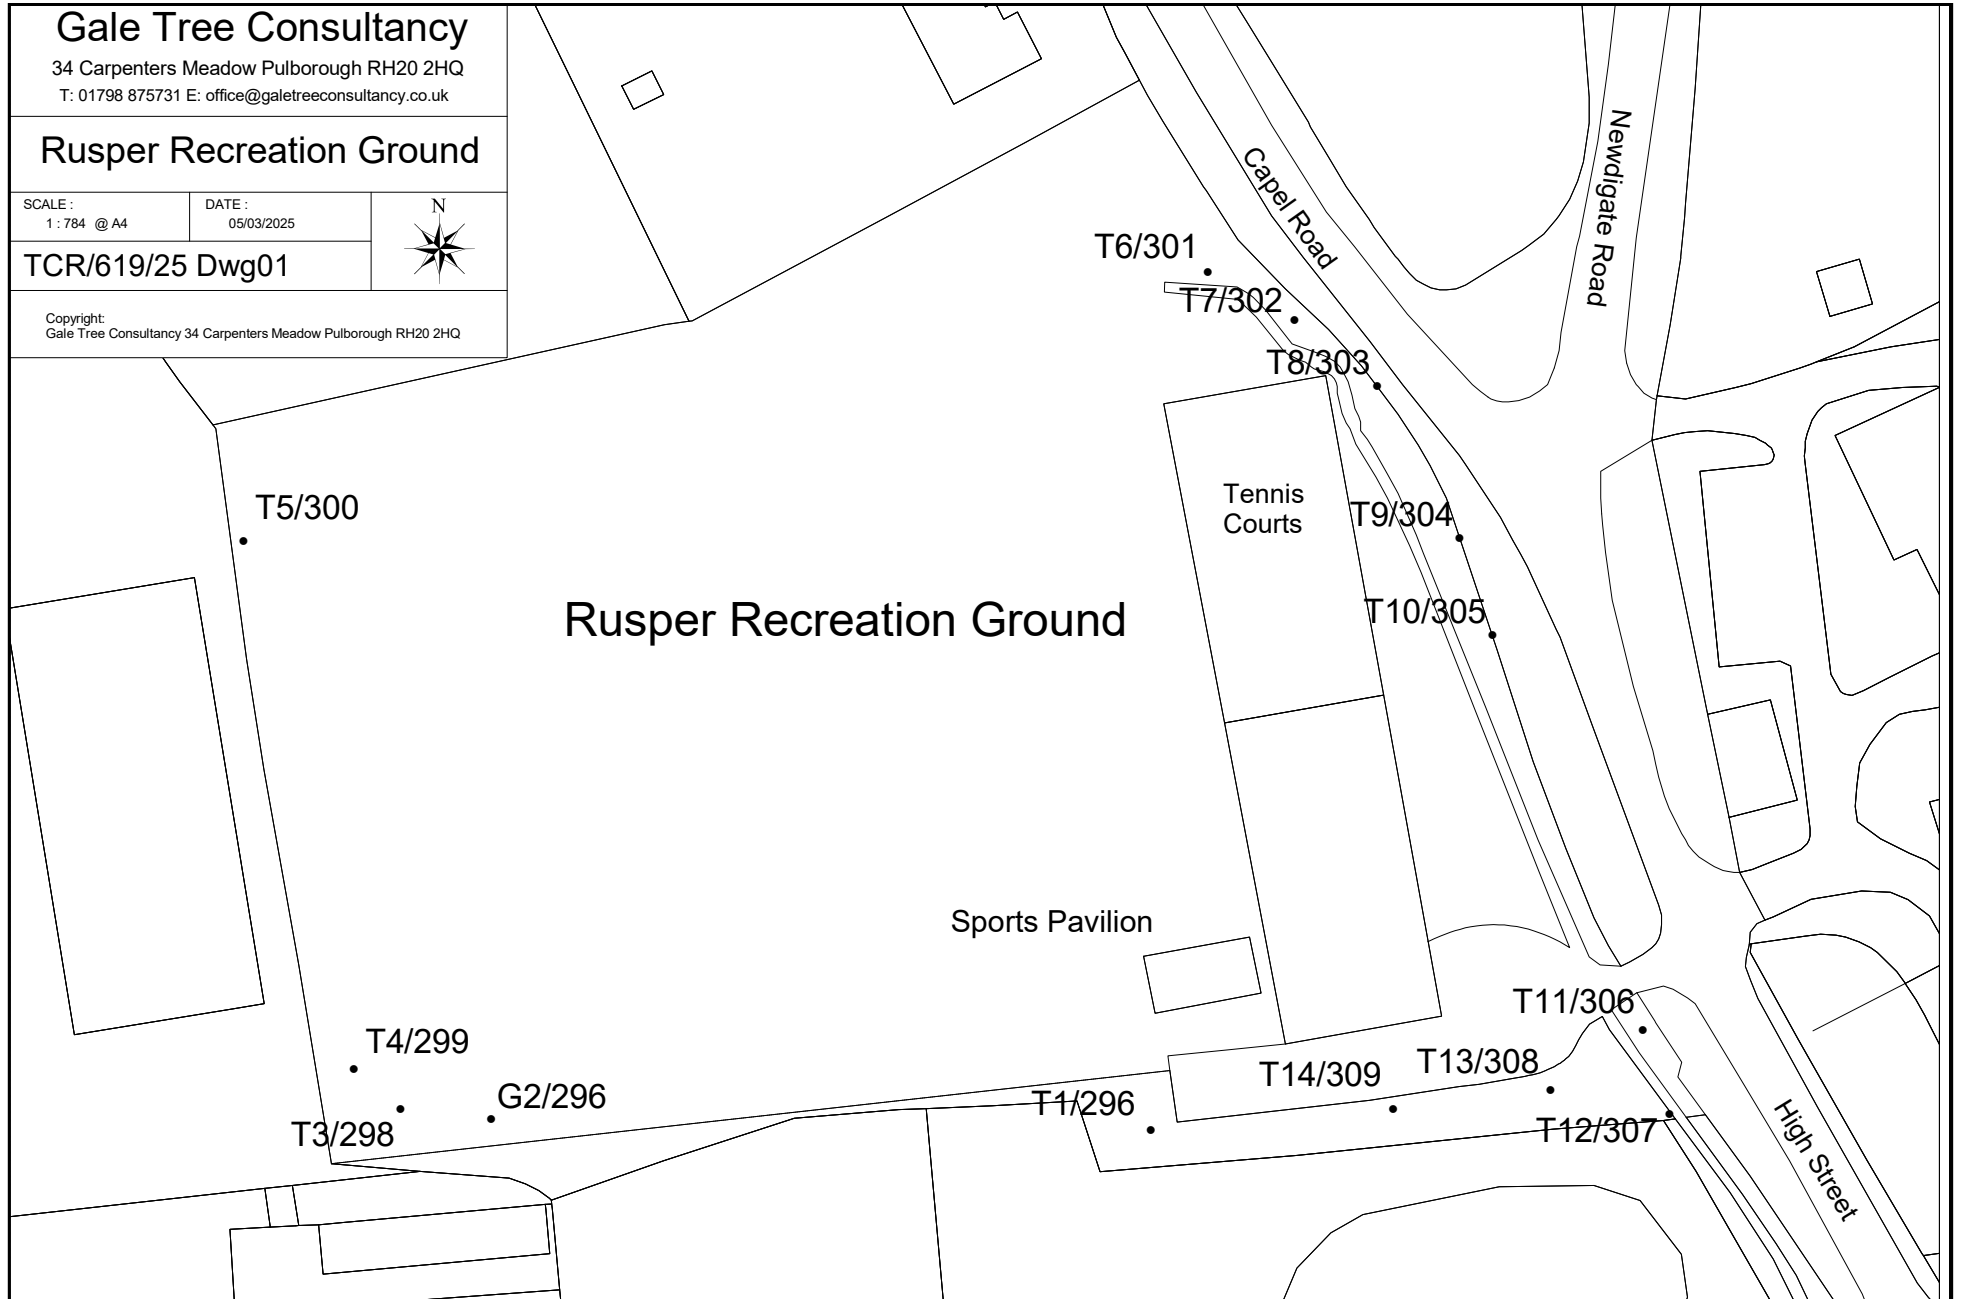 Gale Tree Consultancy
34 Carpenters Meadow Pulborough RH20 2HQ
T: 01798 875731 E: office@galetreeconsultancy.co.uk
Rusper Recreation Ground
SCALE :
1 : 784 @ A4
DATE :
05/03/2025
N
TCR/619/25 Dwg01
Copyright:
Gale Tree Consultancy 34 Carpenters Meadow Pulborough RH20 2HQ
Capel Road
Newdigate Road
T6/301
T7/302
T8/303
T5/300
Tennis
Courts
T9/304
Rusper Recreation Ground
T10/305
Sports Pavilion
T11/306
T4/299
T14/309
T13/308
G2/296
T1/296
T3/298
T12/307
High Street